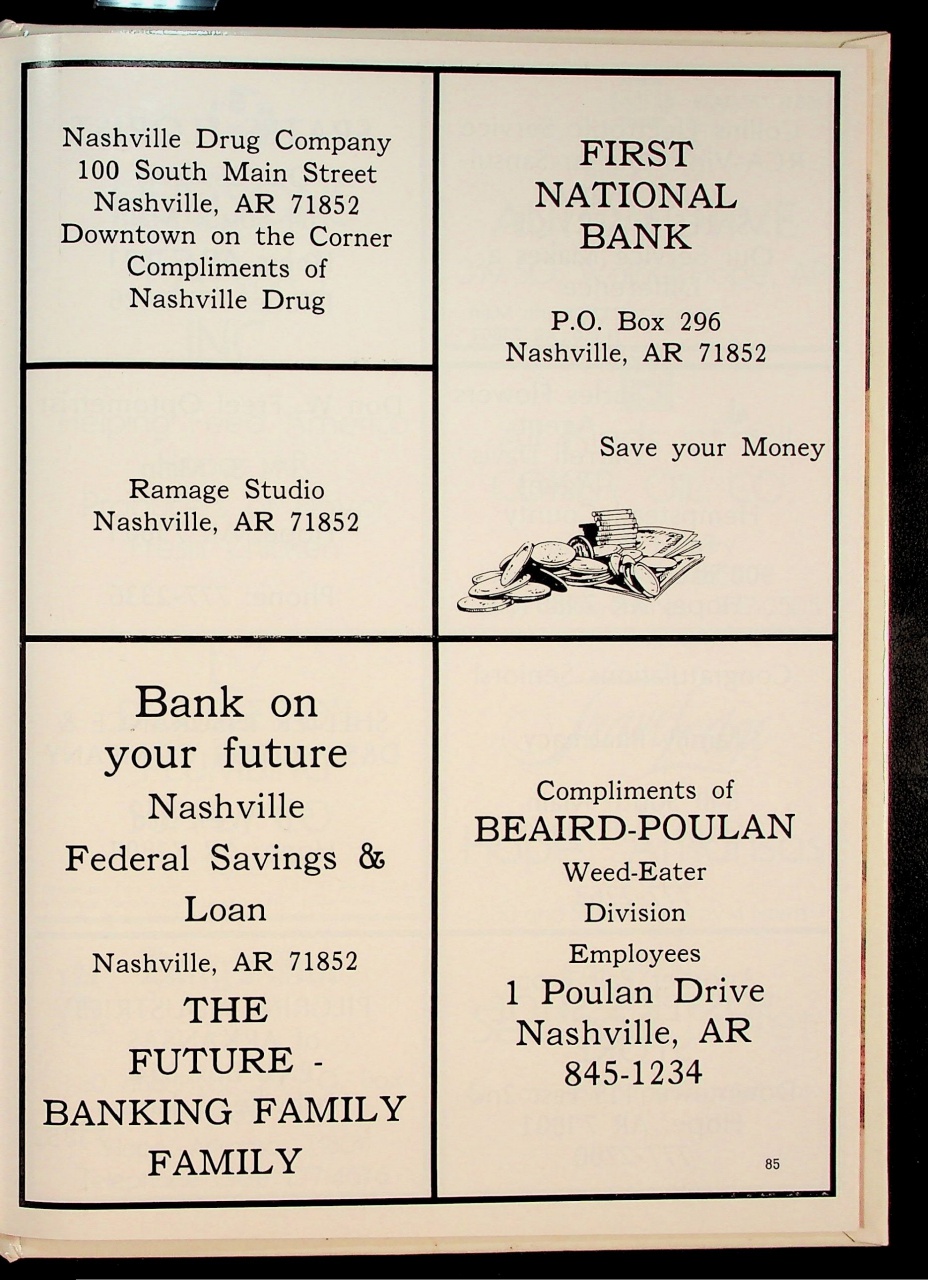 Nashville Drug Company
100 South Main Street
Nashville, AR 71852
Downtown on the Corner
Compliments of
Nashville Drug
Ramage Studio
Nashville, AR 71852
FIRST
NATIONAL
BANK
P.O. Box 296
Nashville, AR 71852
Save your Money
Bank on
your future
Nashville
Federal Savings &
Loan
Nashville, AR 71852
THE
FUTURE -
BANKING FAMILY
FAMILY
Compliments of
BEAIRD-POULAN
Weed-Eater
Division
Employees
1 Poulan Drive
Nashville, AR
845-1234
85